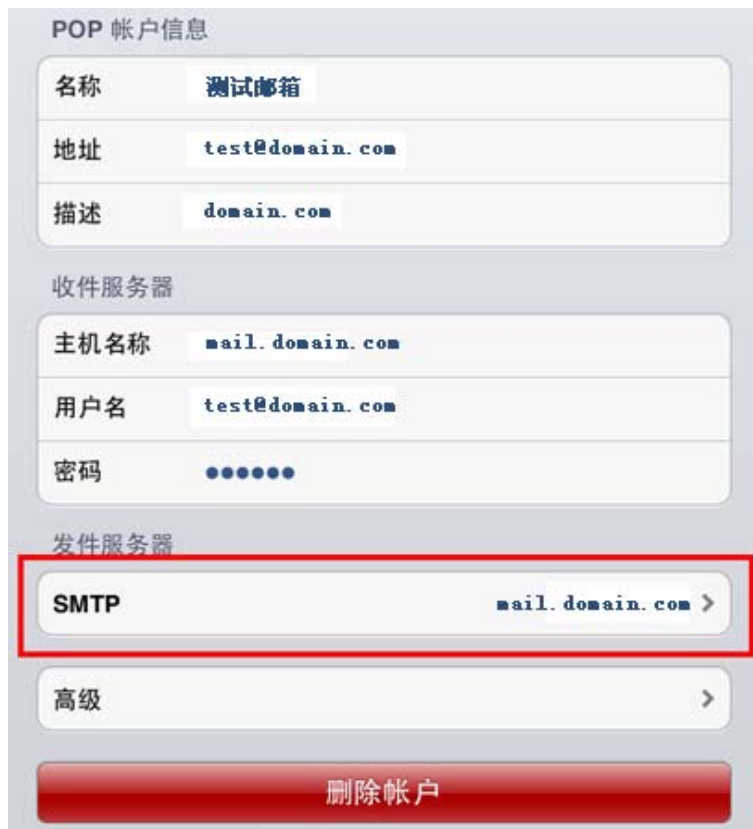 POP 帐户信息
名称 测试邮箱
地址 test@domain.com
描述 domain.com
收件服务器
主机名称 mail.domain.com
用户名 test@domain.com
密码 ●●●●●●
发件服务器
SMTP mail.domain.com
高级
删除帐户